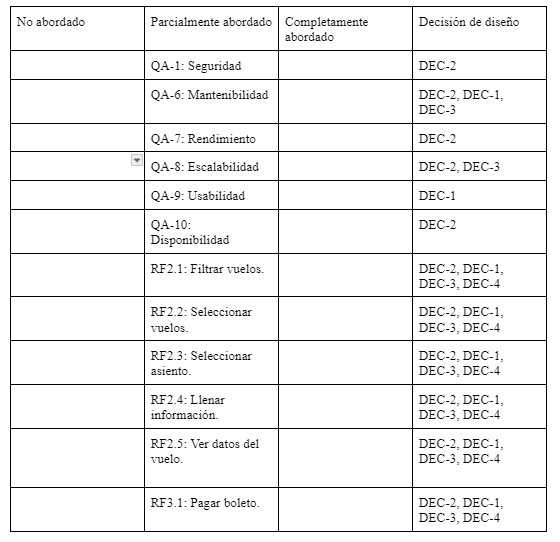 No abordado Parcialmente abordado Completamente Decisión de diseño
abordado
QA-1: Seguridad DEC-2
QA-6: Mantenibilidad DEC-2, DEC-1,
DEC-3
QA-7: Rendimiento DEC-2
QA-8: Escalabilidad DEC-2, DEC-3
QA-9: Usabilidad DEC-1
QA-10: DEC-2
Disponibilidad
RF2.1: Filtrar vuelos. DEC-2, DEC-1,
DEC-3, DEC-4
RF2.2: Seleccionar DEC-2, DEC-1,
vuelos. DEC-3, DEC-4
RF2.3: Seleccionar DEC-2, DEC-1,
asiento. DEC-3, DEC-4
RF2.4: Llenar DEC-2, DEC-1,
información. DEC-3, DEC-4
RF2.5: Ver datos del DEC-2, DEC-1,
vuelo. DEC-3, DEC-4
RF3.1: Pagar boleto. DEC-2, DEC-1,
DEC-3, DEC-4